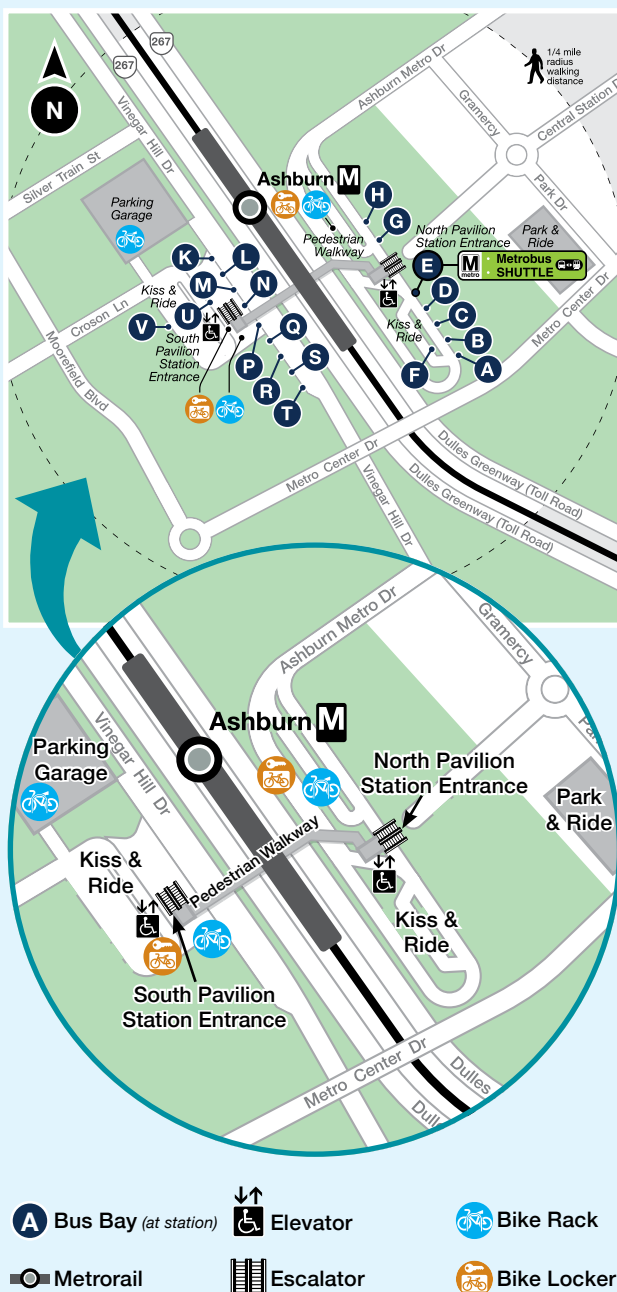 267
267
1/4 mile
radius
walking
distance
N
Vinegar Hill Dr
Ashburn Metro Dr
Gramercy
Central Station D
Park Dr
Silver Train St
Parking
Garage
Ashburn M
H
G
Pedestrian
Walkway
North Pavilion
Station Entrance
Park &
Ride
E
M
metro
Metrobus
SHUTTLE
K
L
M
N
Kiss &
Ride
U
V
Croson Ln
Moorefield Blvd
South
Pavilion
Station
Entrance
Q
P
S
R
T
D
C
B
A
F
Kiss &
Ride
Metro Center Dr
Metro Center Dr
Vinegar Hill Dr
Dulles Greenway (Toll Road)
Dulles Greenway (Toll Road)
Ashburn Metro Dr
Gramercy
Par
Vinegar Hill Dr
Ashburn M
Parking
Garage
North Pavilion
Station Entrance
Park
& Ride
Kiss &
Ride
Pedestrian Walkway
Kiss &
Ride
South Pavilion
Station Entrance
Metro Center Dr
Dulles
Dull
A Bus Bay (at station)
Elevator
Bike Rack
Metrorail
Escalator
Bike Locker